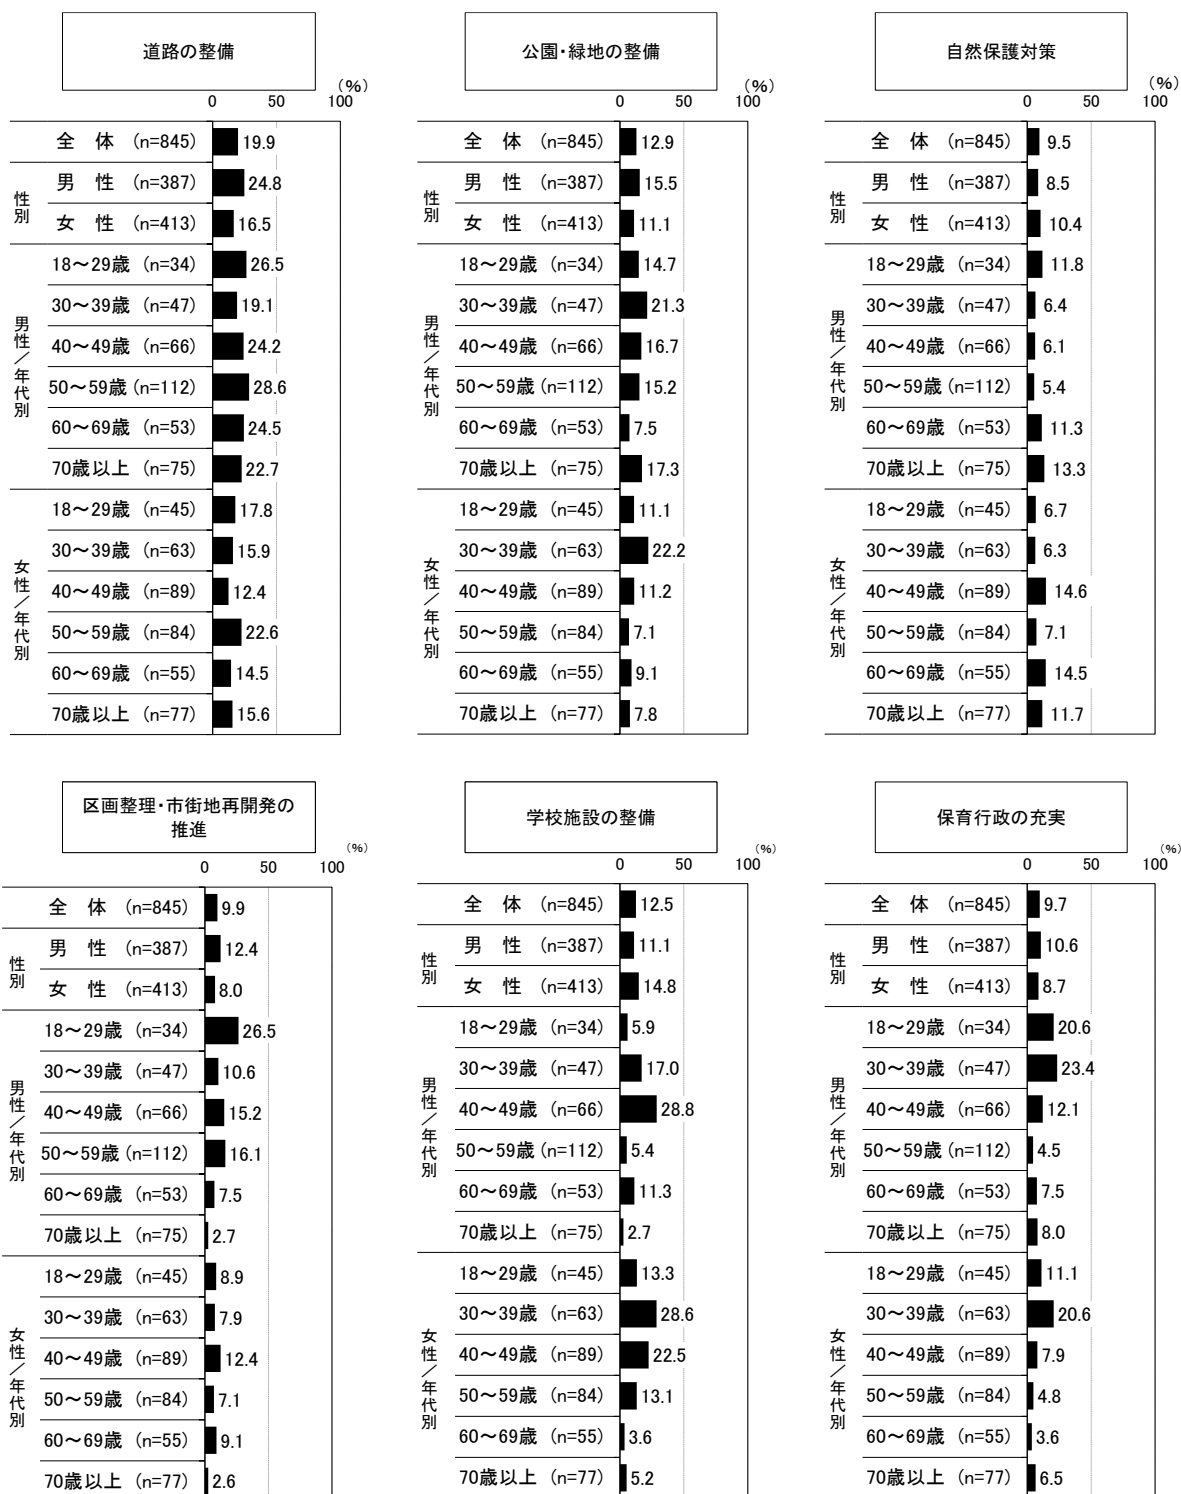 道路の整備
(%)
0 50 100
全 体 (n=845) 19.9
性別
男 性 (n=387) 24.8
女 性 (n=413) 16.5
男性/年代別
18～29歳 (n=34) 26.5
30～39歳 (n=47) 19.1
40～49歳 (n=66) 24.2
50～59歳 (n=112) 28.6
60～69歳 (n=53) 24.5
70歳以上 (n=75) 22.7
女性/年代別
18～29歳 (n=45) 17.8
30～39歳 (n=63) 15.9
40～49歳 (n=89) 12.4
50～59歳 (n=84) 22.6
60～69歳 (n=55) 14.5
70歳以上 (n=77) 15.6
公園・緑地の整備
(%)
0 50 100
全 体 (n=845) 12.9
性別
男 性 (n=387) 15.5
女 性 (n=413) 11.1
男性/年代別
18～29歳 (n=34) 14.7
30～39歳 (n=47) 21.3
40～49歳 (n=66) 16.7
50～59歳 (n=112) 15.2
60～69歳 (n=53) 7.5
70歳以上 (n=75) 17.3
女性/年代別
18～29歳 (n=45) 11.1
30～39歳 (n=63) 22.2
40～49歳 (n=89) 11.2
50～59歳 (n=84) 7.1
60～69歳 (n=55) 9.1
70歳以上 (n=77) 7.8
自然保護対策
(%)
0 50 100
全 体 (n=845) 9.5
性別
男 性 (n=387) 8.5
女 性 (n=413) 10.4
男性/年代別
18～29歳 (n=34) 11.8
30～39歳 (n=47) 6.4
40～49歳 (n=66) 6.1
50～59歳 (n=112) 5.4
60～69歳 (n=53) 11.3
70歳以上 (n=75) 13.3
女性/年代別
18～29歳 (n=45) 6.7
30～39歳 (n=63) 6.3
40～49歳 (n=89) 14.6
50～59歳 (n=84) 7.1
60～69歳 (n=55) 14.5
70歳以上 (n=77) 11.7
区画整理・市街地再開発の
推進
(%)
0 50 100
全 体 (n=845) 9.9
性別
男 性 (n=387) 12.4
女 性 (n=413) 8.0
男性/年代別
18～29歳 (n=34) 26.5
30～39歳 (n=47) 10.6
40～49歳 (n=66) 15.2
50～59歳 (n=112) 16.1
60～69歳 (n=53) 7.5
70歳以上 (n=75) 2.7
女性/年代別
18～29歳 (n=45) 8.9
30～39歳 (n=63) 7.9
40～49歳 (n=89) 12.4
50～59歳 (n=84) 7.1
60～69歳 (n=55) 9.1
70歳以上 (n=77) 2.6
学校施設の整備
(%)
0 50 100
全 体 (n=845) 12.5
性別
男 性 (n=387) 11.1
女 性 (n=413) 14.8
男性/年代別
18～29歳 (n=34) 5.9
30～39歳 (n=47) 17.0
40～49歳 (n=66) 28.8
50～59歳 (n=112) 5.4
60～69歳 (n=53) 11.3
70歳以上 (n=75) 2.7
女性/年代別
18～29歳 (n=45) 13.3
30～39歳 (n=63) 28.6
40～49歳 (n=89) 22.5
50～59歳 (n=84) 13.1
60～69歳 (n=55) 3.6
70歳以上 (n=77) 5.2
保育行政の充実
(%)
0 50 100
全 体 (n=845) 9.7
性別
男 性 (n=387) 10.6
女 性 (n=413) 8.7
男性/年代別
18～29歳 (n=34) 20.6
30～39歳 (n=47) 23.4
40～49歳 (n=66) 12.1
50～59歳 (n=112) 4.5
60～69歳 (n=53) 7.5
70歳以上 (n=75) 8.0
女性/年代別
18～29歳 (n=45) 11.1
30～39歳 (n=63) 20.6
40～49歳 (n=89) 7.9
50～59歳 (n=84) 4.8
60～69歳 (n=55) 3.6
70歳以上 (n=77) 6.5